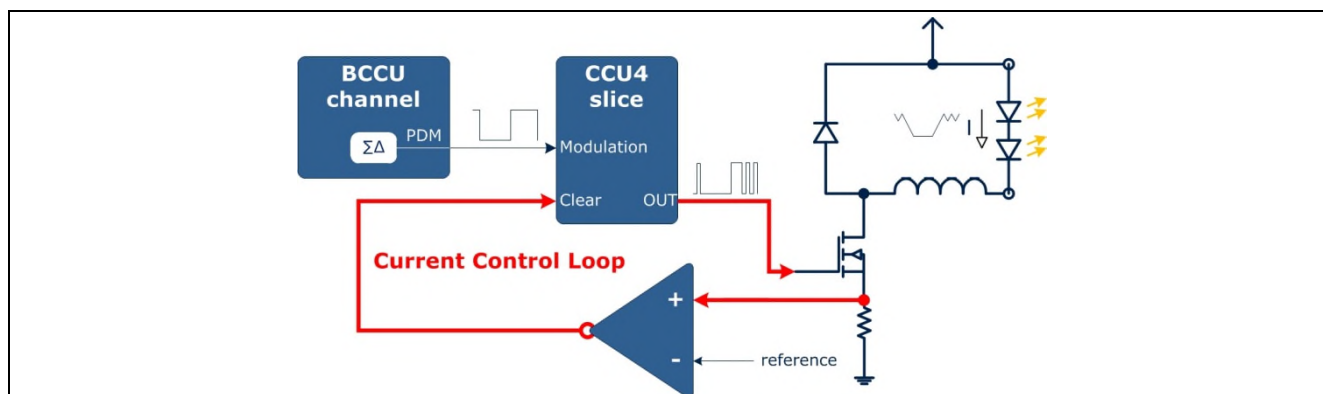 BCCU
channel
ΣΔ
PDM
CCU4
slice
Modulation
Clear
OUT
I
Current Control Loop
+
-
reference